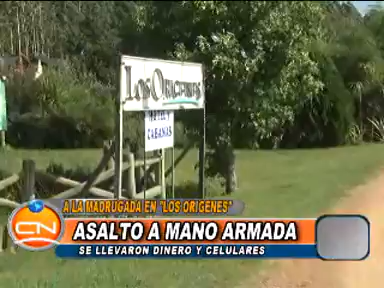 Los Orígenes
HOTEL Y
CABAÑAS
A LA MADRUGADA EN "LOS ORIGENES"
CN
ASALTO A MANO ARMADA
SE LLEVARON DINERO Y CELULARES